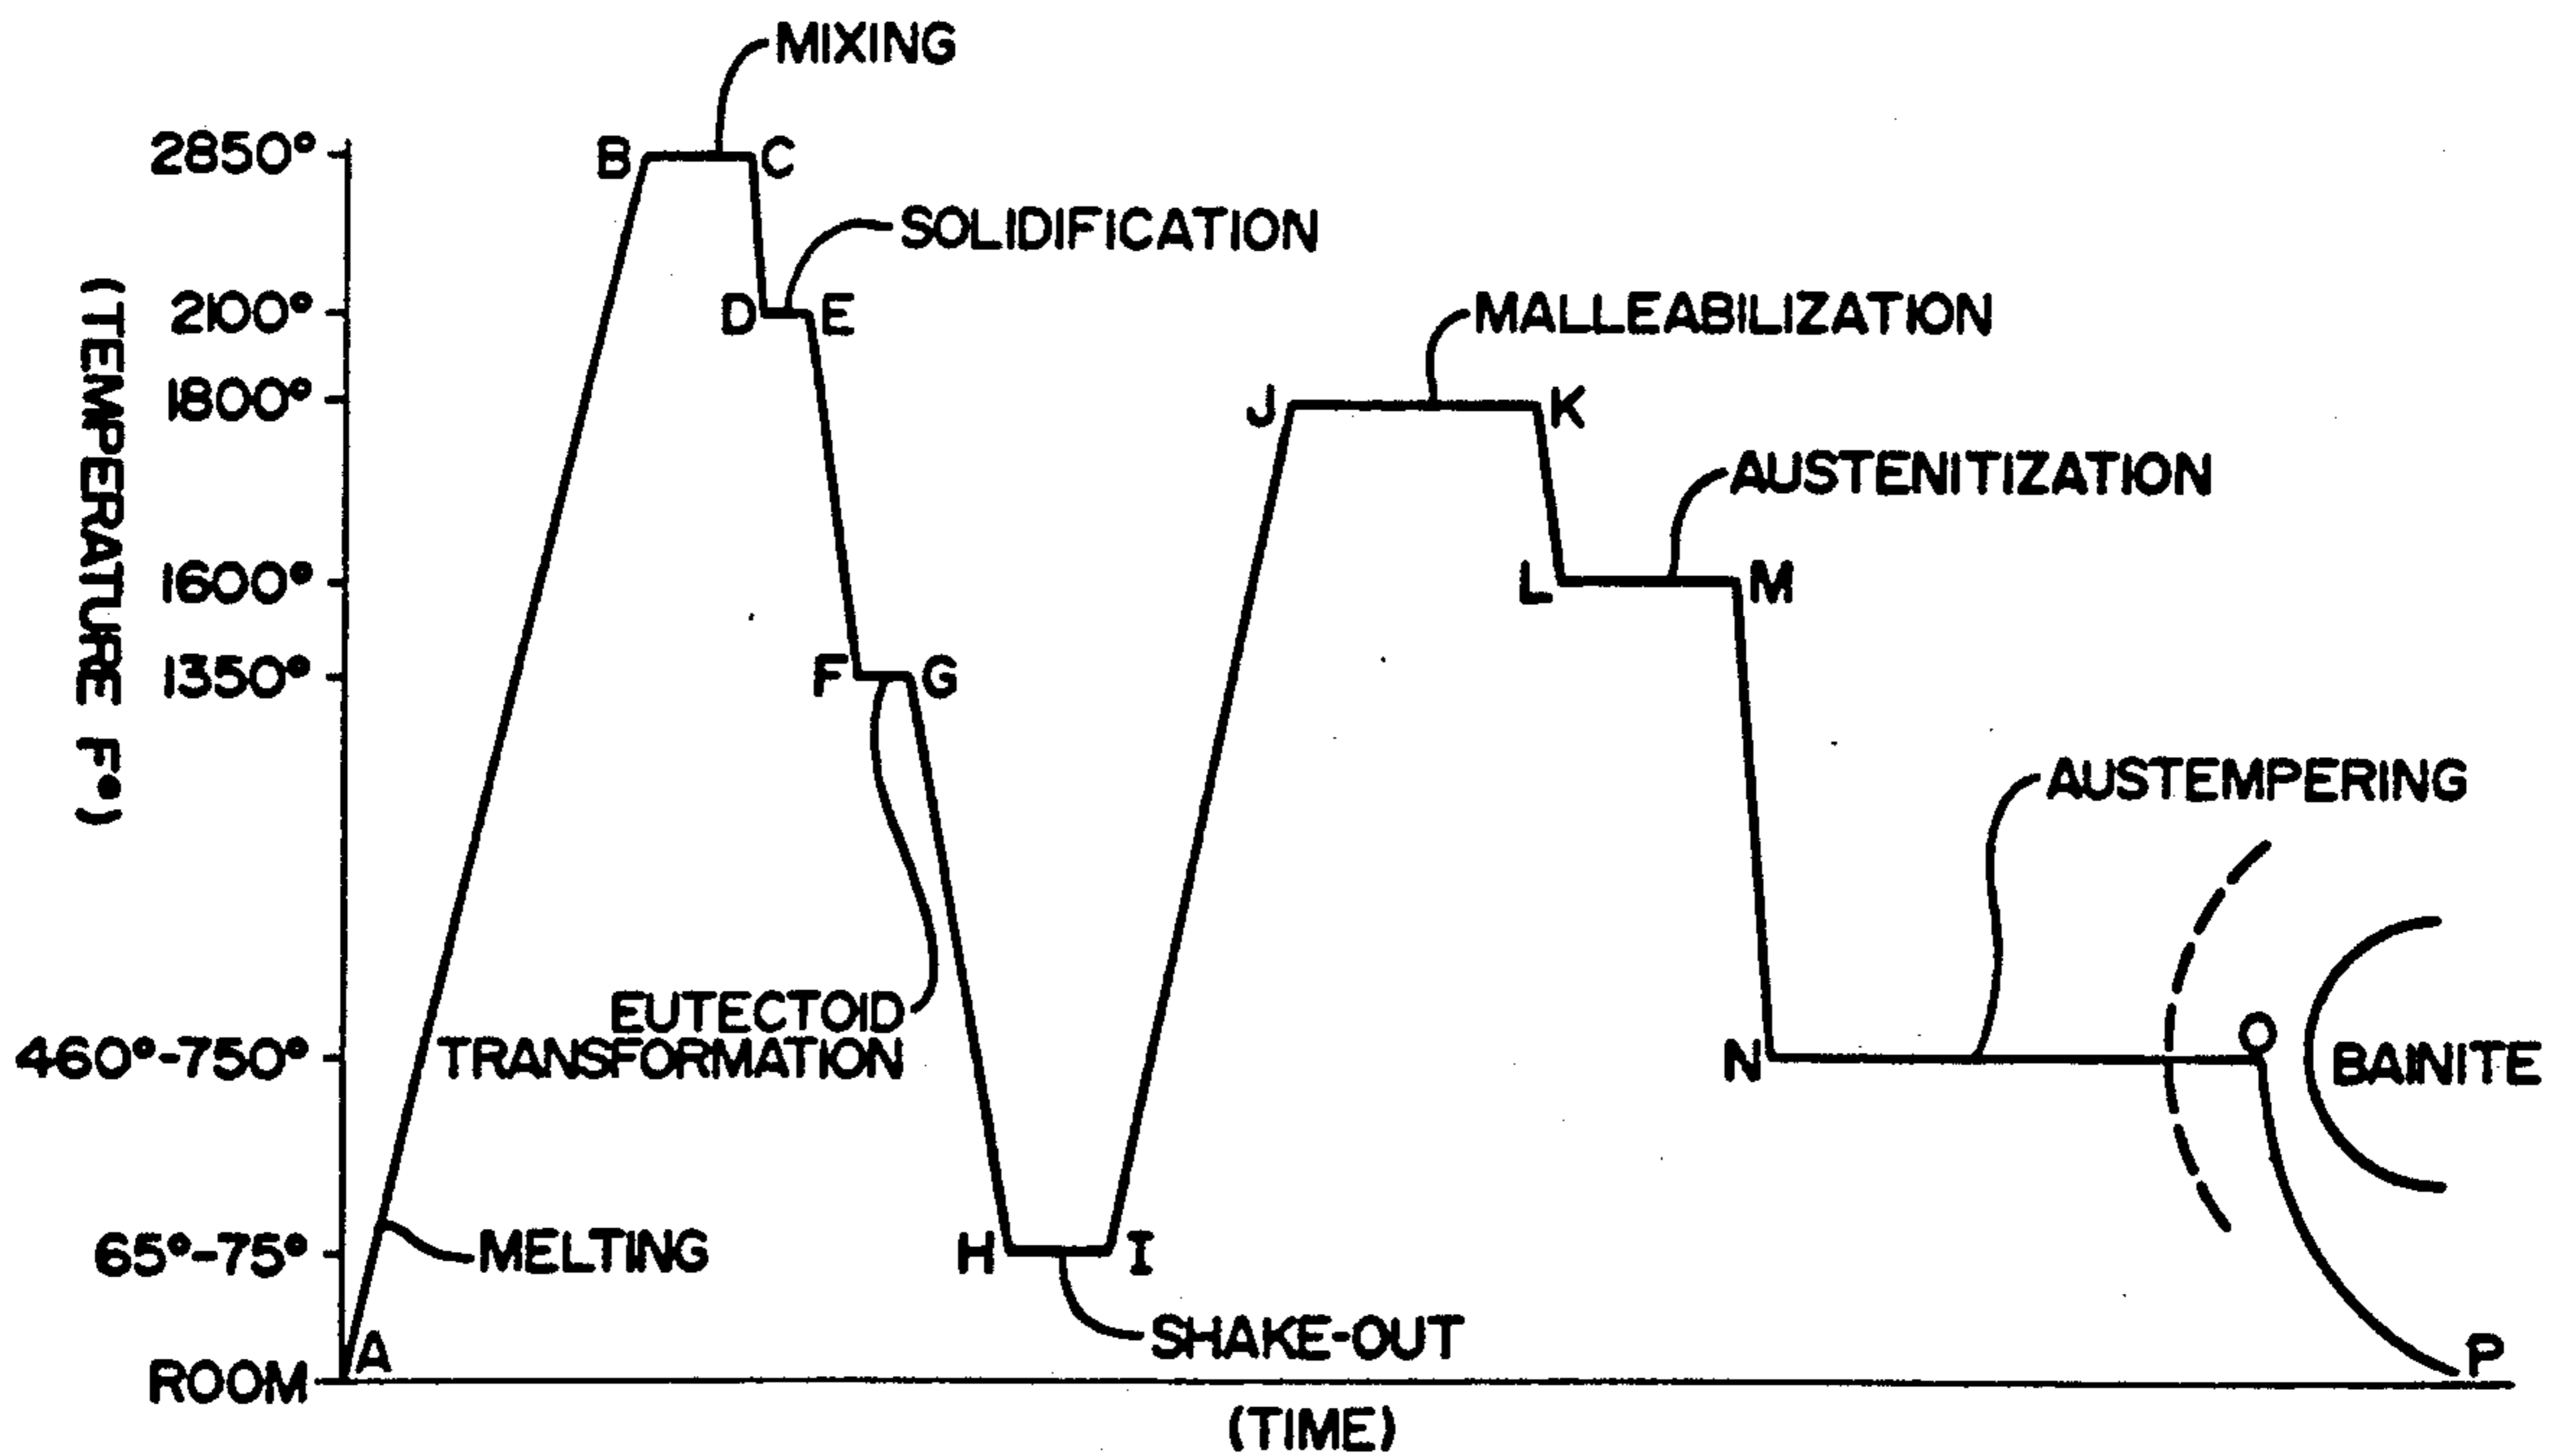 MIXING
2850°
B
C
SOLIDIFICATION
2100°
D
E
MALLEABILIZATION
1800°
J
K
AUSTENITIZATION
1600°
L
M
1350°
F
G
(TEMPERATURE F°)
AUSTEMPERING
EUTECTOID
TRANSFORMATION
460°-750°
N
O
BAINITE
65°-75°
MELTING
H
I
SHAKE-OUT
ROOM
A
P
(TIME)